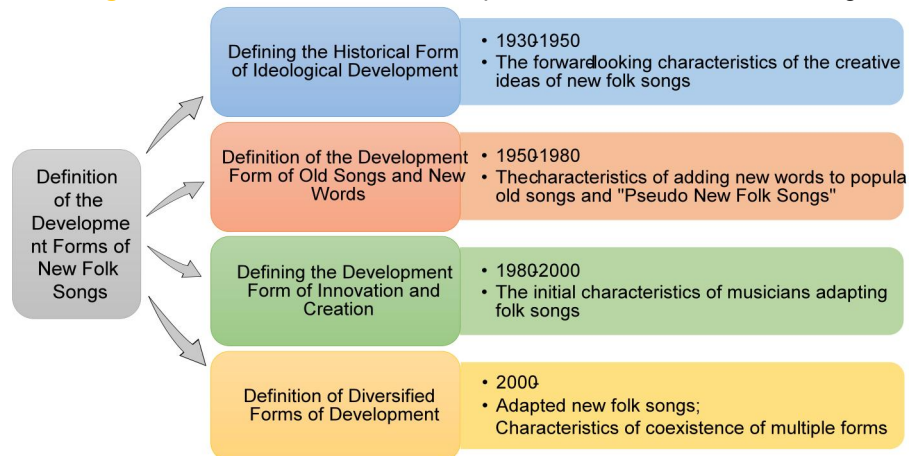 Definition
of the
Developme
nt Forms of
New Folk
Songs
Defining the Historical Form
of Ideological Development
• 1930-1950
• The forward-looking characteristics of the creative
ideas of new folk songs
Definition of the Development
Form of Old Songs and New
Words
• 1950-1980
• The characteristics of adding new words to popula
old songs and "Pseudo New Folk Songs"
Defining the Development
Form of Innovation and
Creation
• 1980-2000
• The initial characteristics of musicians adapting
folk songs
Definition of Diversified
Forms of Development
• 2000-
• Adapted new folk songs;
Characteristics of coexistence of multiple forms